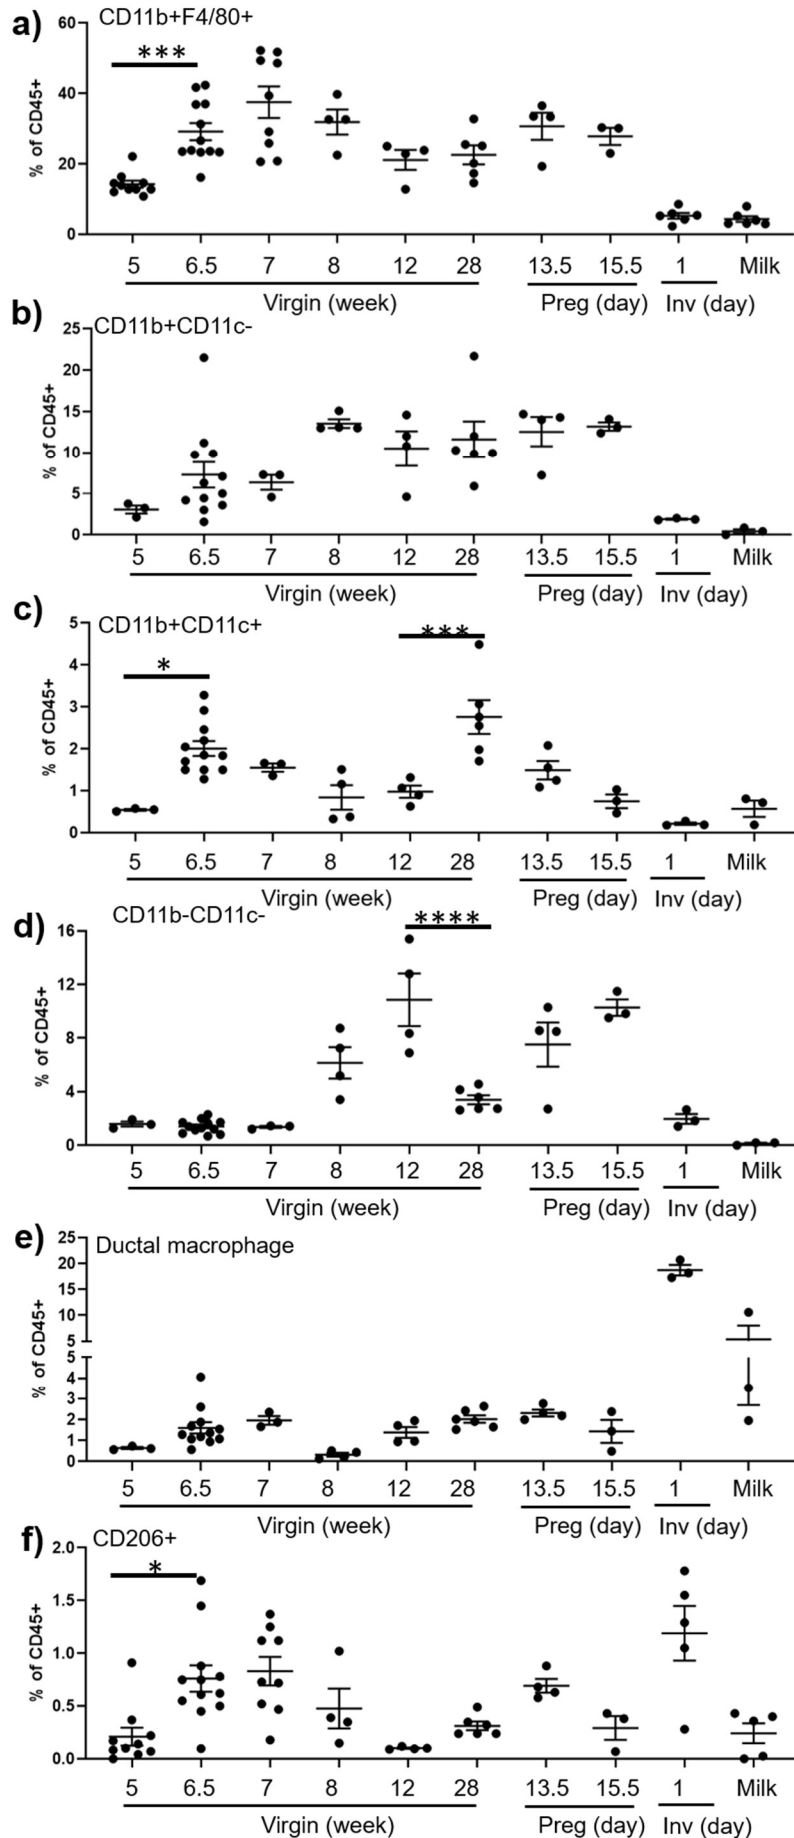 a) CD11b+F4/80+
60
***
40
% of CD45+
20
0
5 6.5 7 8 12 28 13.5 15.5 1 Milk
Virgin (week) Preg (day) Inv (day)
b) CD11b+CD11c-
25
20
15
% of CD45+
10
5
0
5 6.5 7 8 12 28 13.5 15.5 1 Milk
Virgin (week) Preg (day) Inv (day)
c) CD11b+CD11c+
5
***
4
*
3
% of CD45+
2
1
0
5 6.5 7 8 12 28 13.5 15.5 1 Milk
Virgin (week) Preg (day) Inv (day)
d) CD11b-CD11c-
16
****
12
% of CD45+
8
4
0
5 6.5 7 8 12 28 13.5 15.5 1 Milk
Virgin (week) Preg (day) Inv (day)
e) Ductal macrophage
25
20
15
10
5
% of CD45+
5
4
3
2
1
0
5 6.5 7 8 12 28 13.5 15.5 1 Milk
Virgin (week) Preg (day) Inv (day)
f) CD206+
2.0
*
1.5
% of CD45+
1.0
0.5
0.0
5 6.5 7 8 12 28 13.5 15.5 1 Milk
Virgin (week) Preg (day) Inv (day)